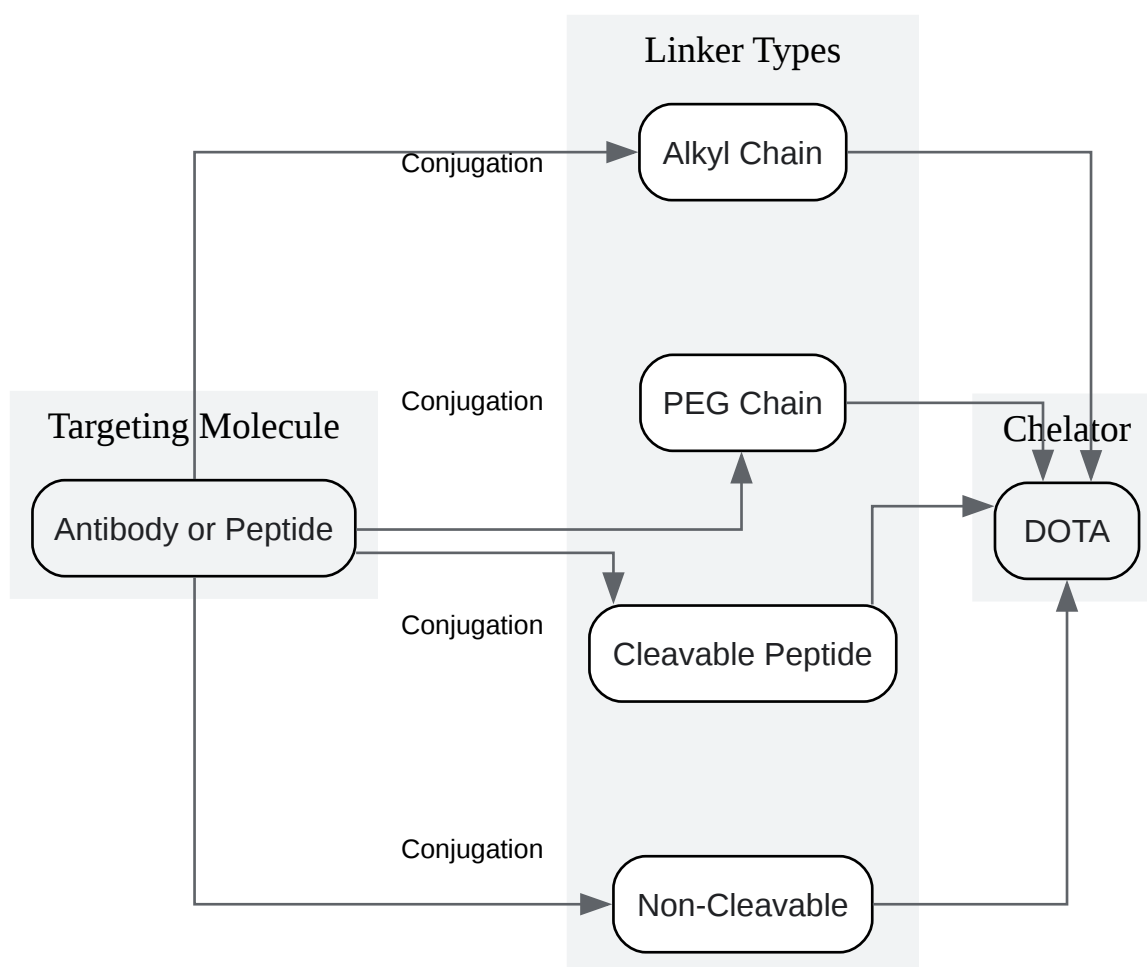 Linker Types
Conjugation
Alkyl Chain
Conjugation
PEG Chain
Targeting Molecule
Chelator
Antibody or Peptide
DOTA
Conjugation
Cleavable Peptide
Conjugation
Non-Cleavable